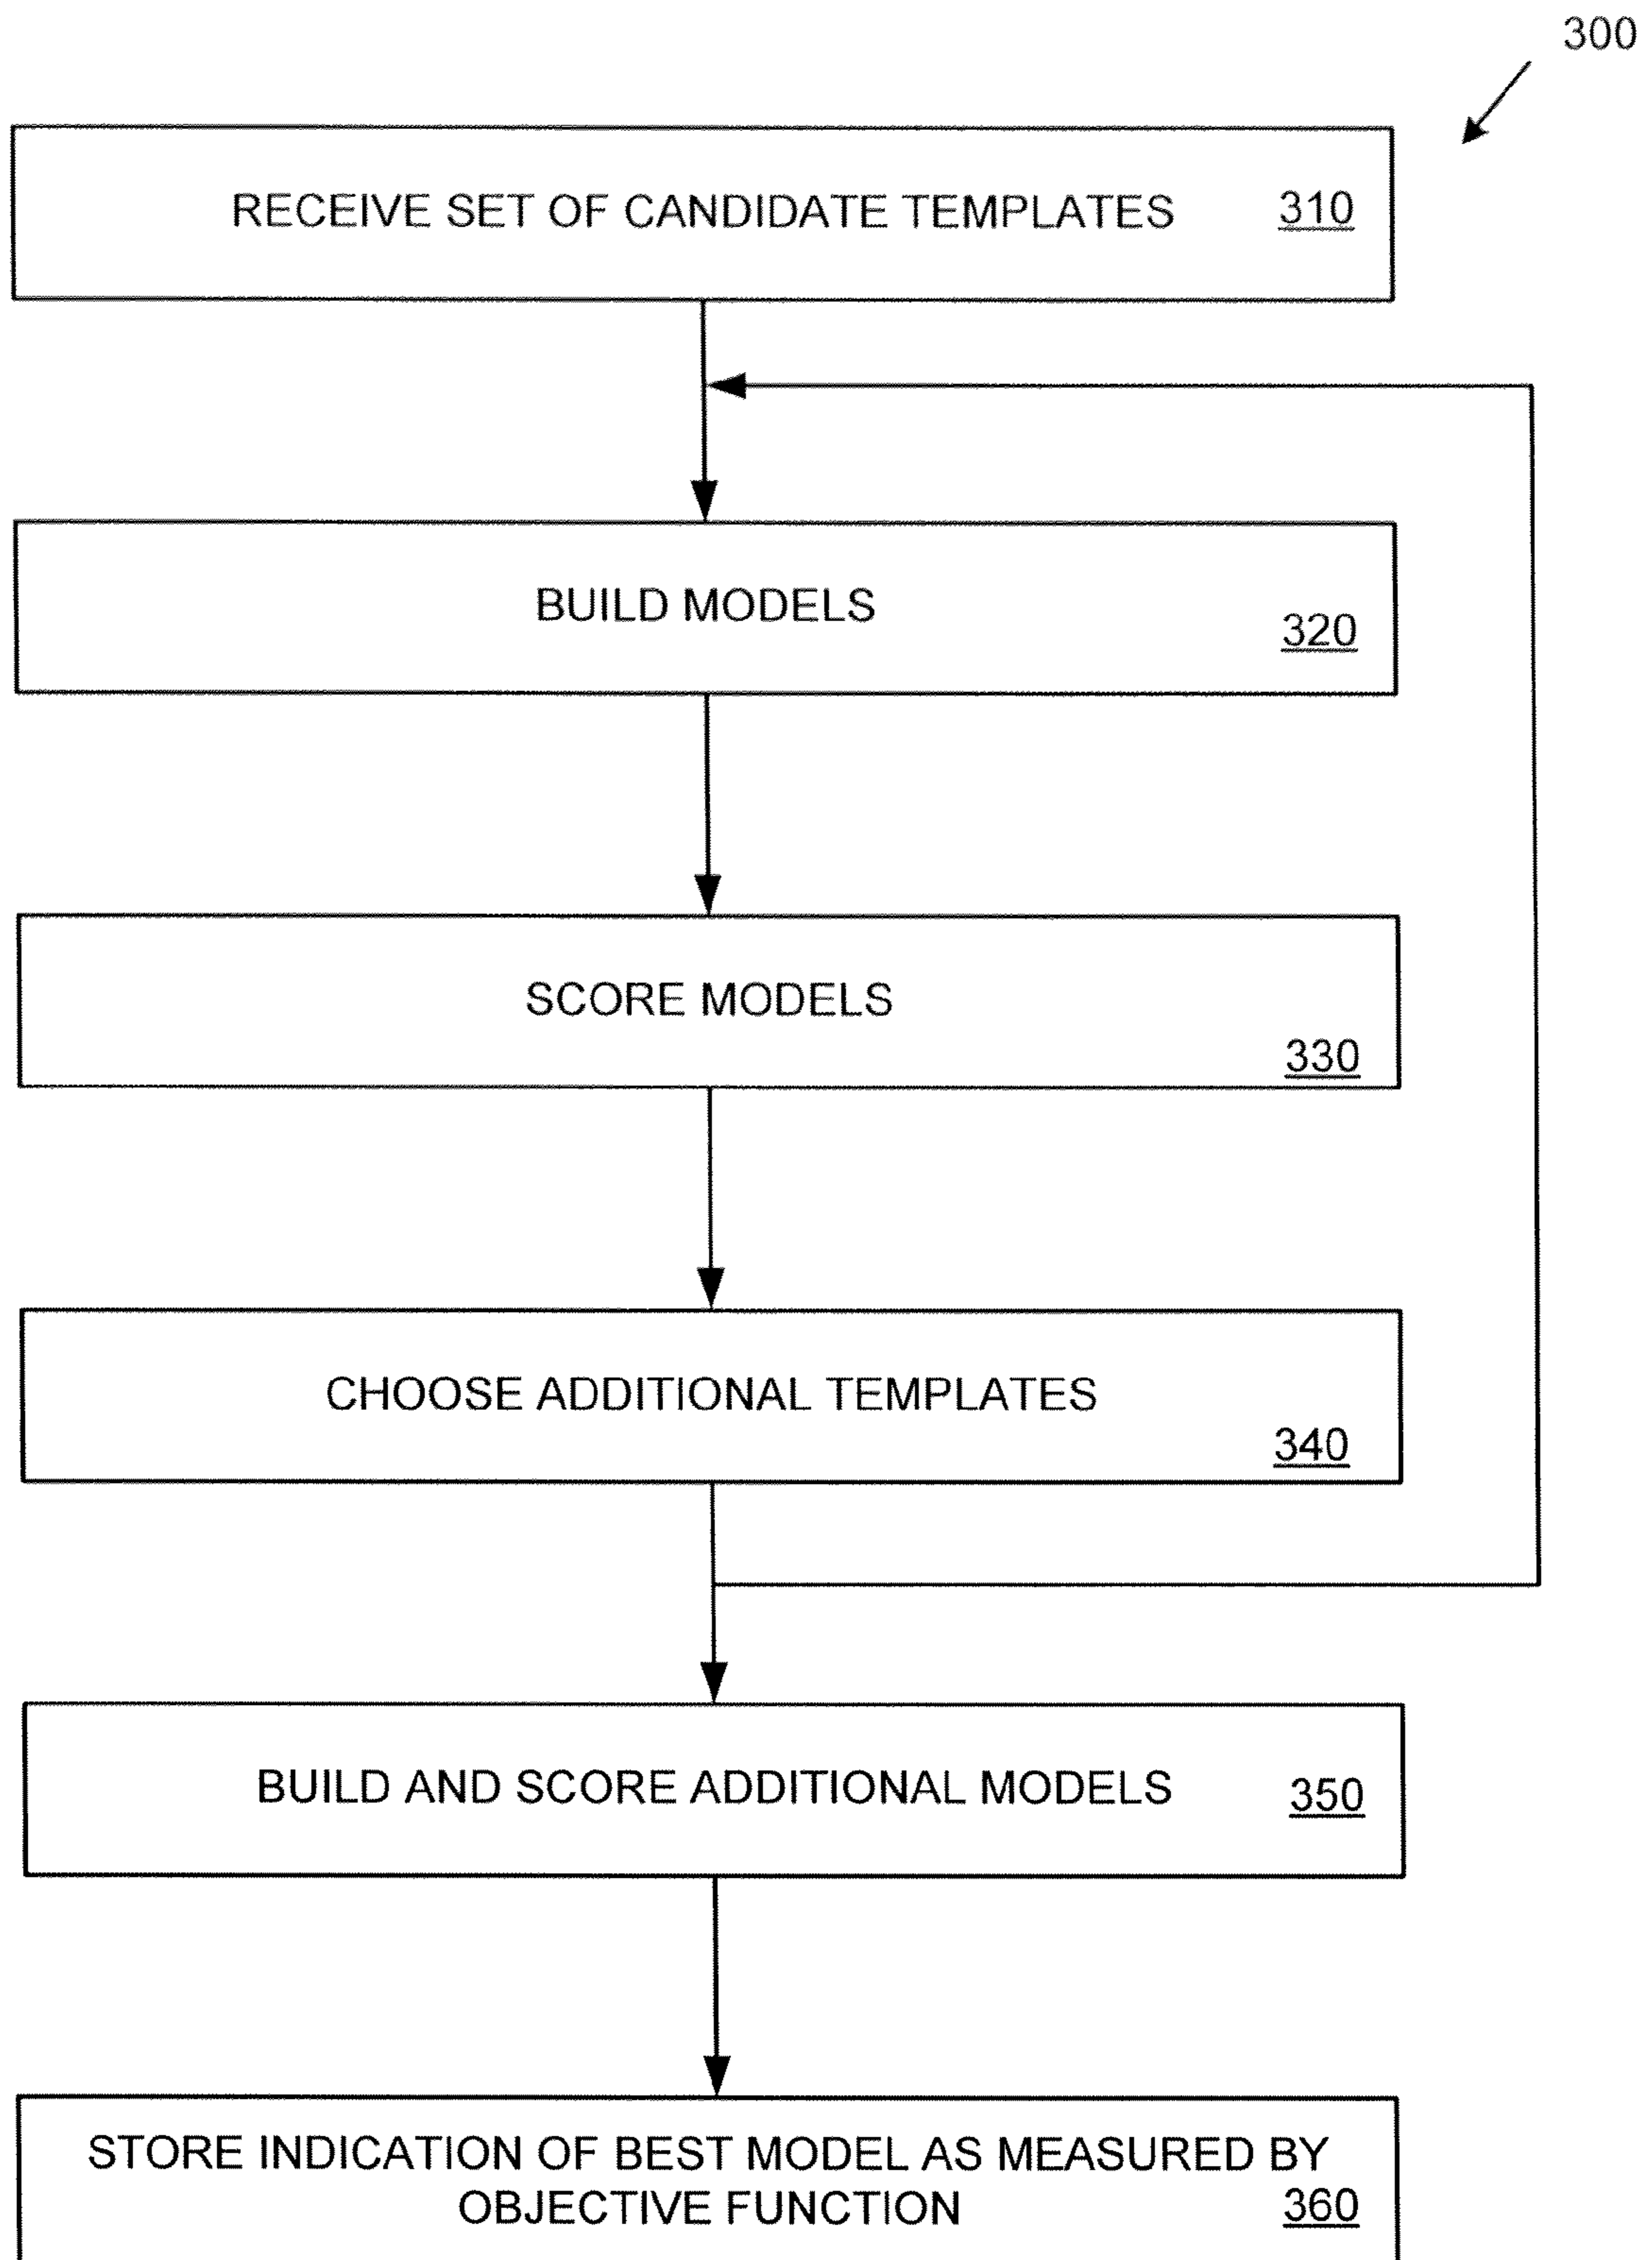 300
RECEIVE SET OF CANDIDATE TEMPLATES 310
BUILD MODELS
320
SCORE MODELS
330
CHOOSE ADDITIONAL TEMPLATES
340
BUILD AND SCORE ADDITIONAL MODELS 350
STORE INDICATION OF BEST MODEL AS MEASURED BY
OBJECTIVE FUNCTION 360